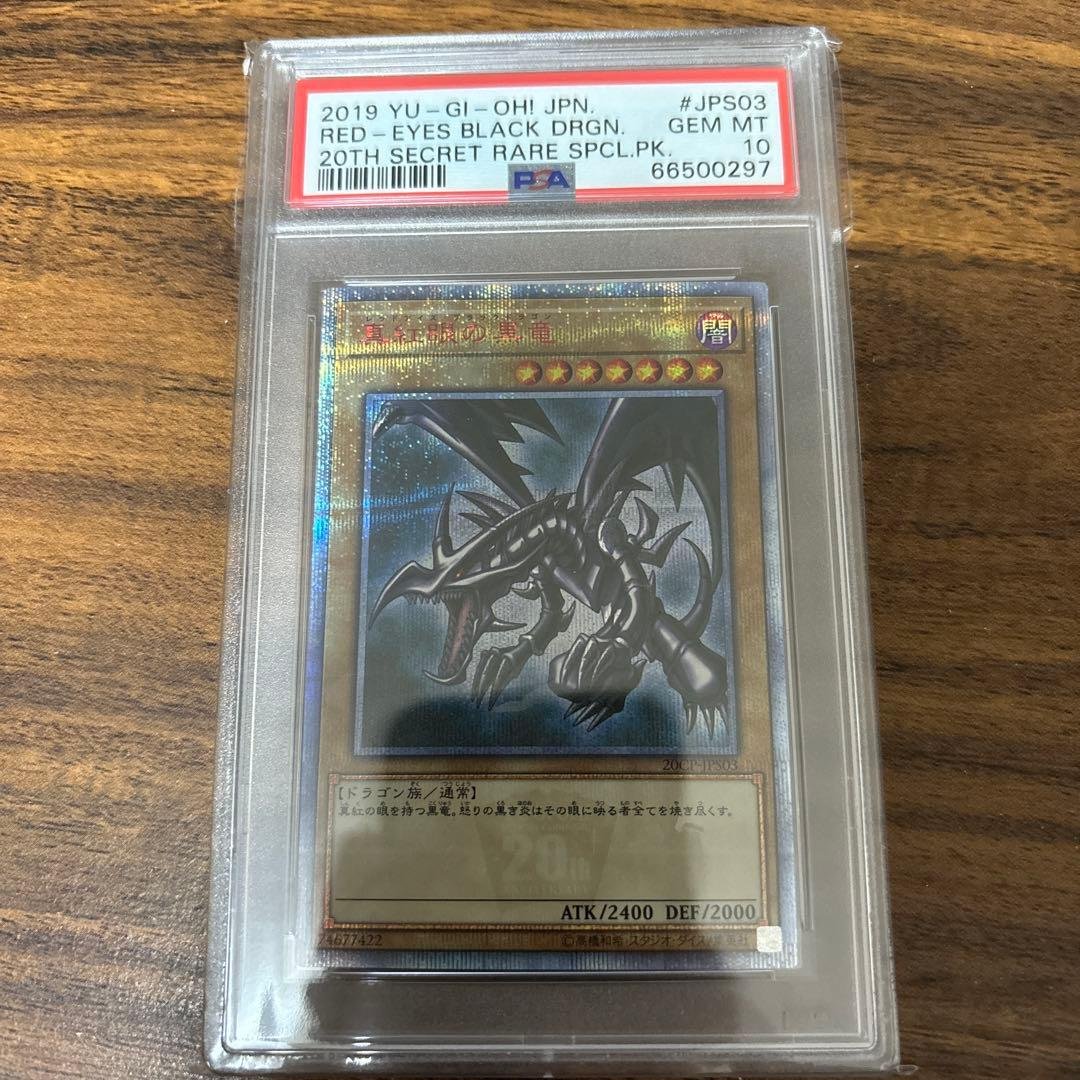 2019 YU-GI-OH! JPN. #JPS03
RED-EYES BLACK DRGN. GEM MT
20TH SECRET RARE SPCL.PK. 10
PSA 66500297
真紅眼の黒竜
闇
20CP-JPS03
【ドラゴン族/通常】
真紅の眼を持つ黒竜。怒りの黒き炎はその眼に映る者全てを焼き尽くす。
20th
ANNIVERSARY
ATK/2400 DEF/2000
74677422 ©高橋和希 スタジオ・ダイス/集英社